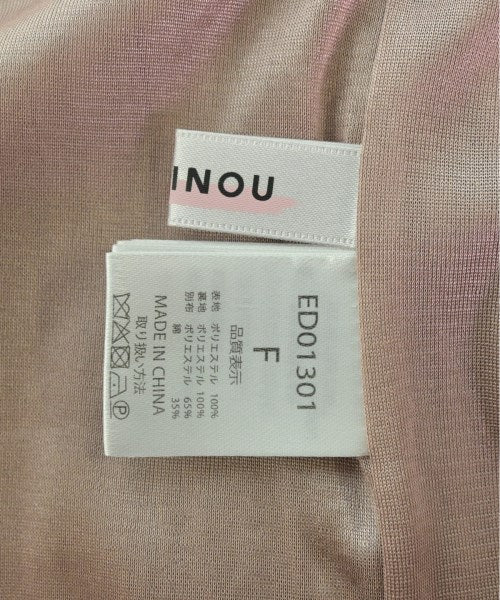 INOU
ED01301
F
品質表示
表地 ポリエステル 100%
裏地 ポリエステル 100%
別布 ポリエステル 65%
綿 35%
MADE IN CHINA
取り扱い方法